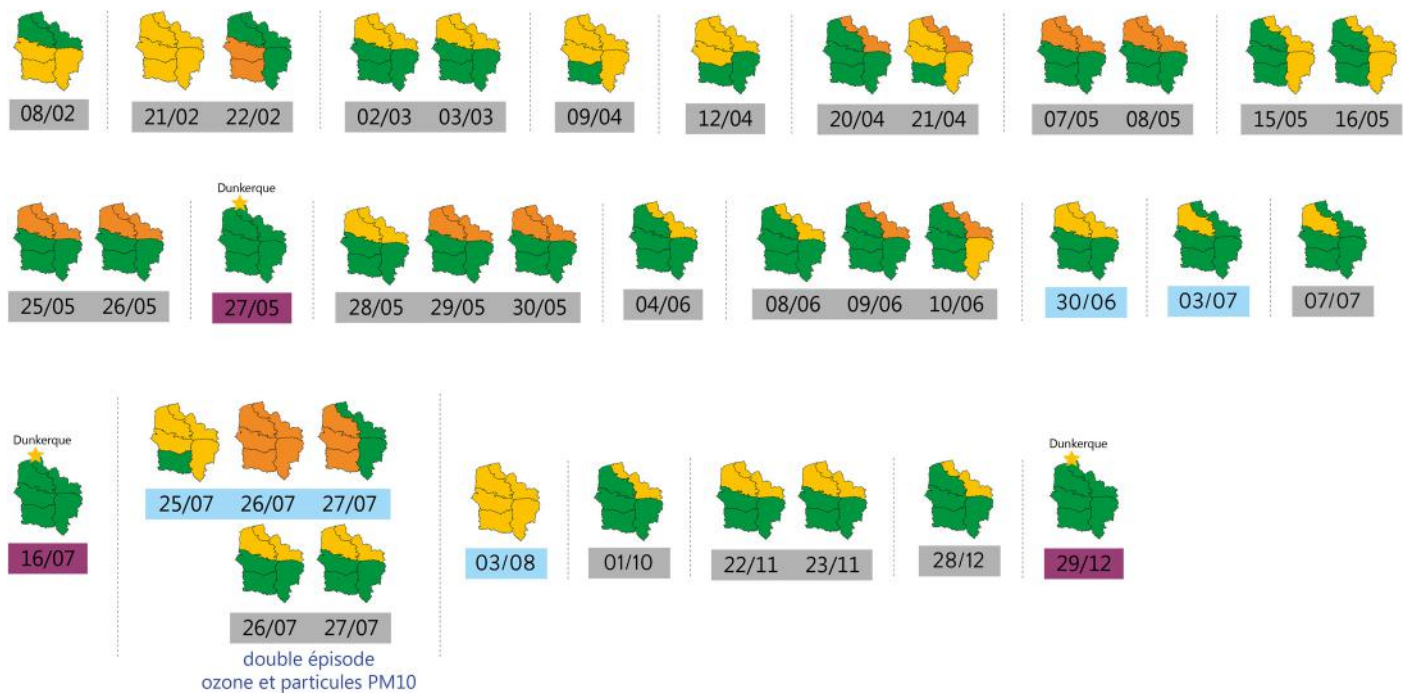 08/02 21/02 22/02 02/03 03/03 09/04 12/04 20/04 21/04 07/05 08/05 15/05 16/05
Dunkerque
25/05 26/05 27/05 28/05 29/05 30/05 04/06 08/06 09/06 10/06 30/06 03/07 07/07
Dunkerque
16/07
25/07 26/07 27/07
26/07 27/07
double épisode
ozone et particules PM10
03/08 01/10 22/11 23/11 28/12
Dunkerque
29/12